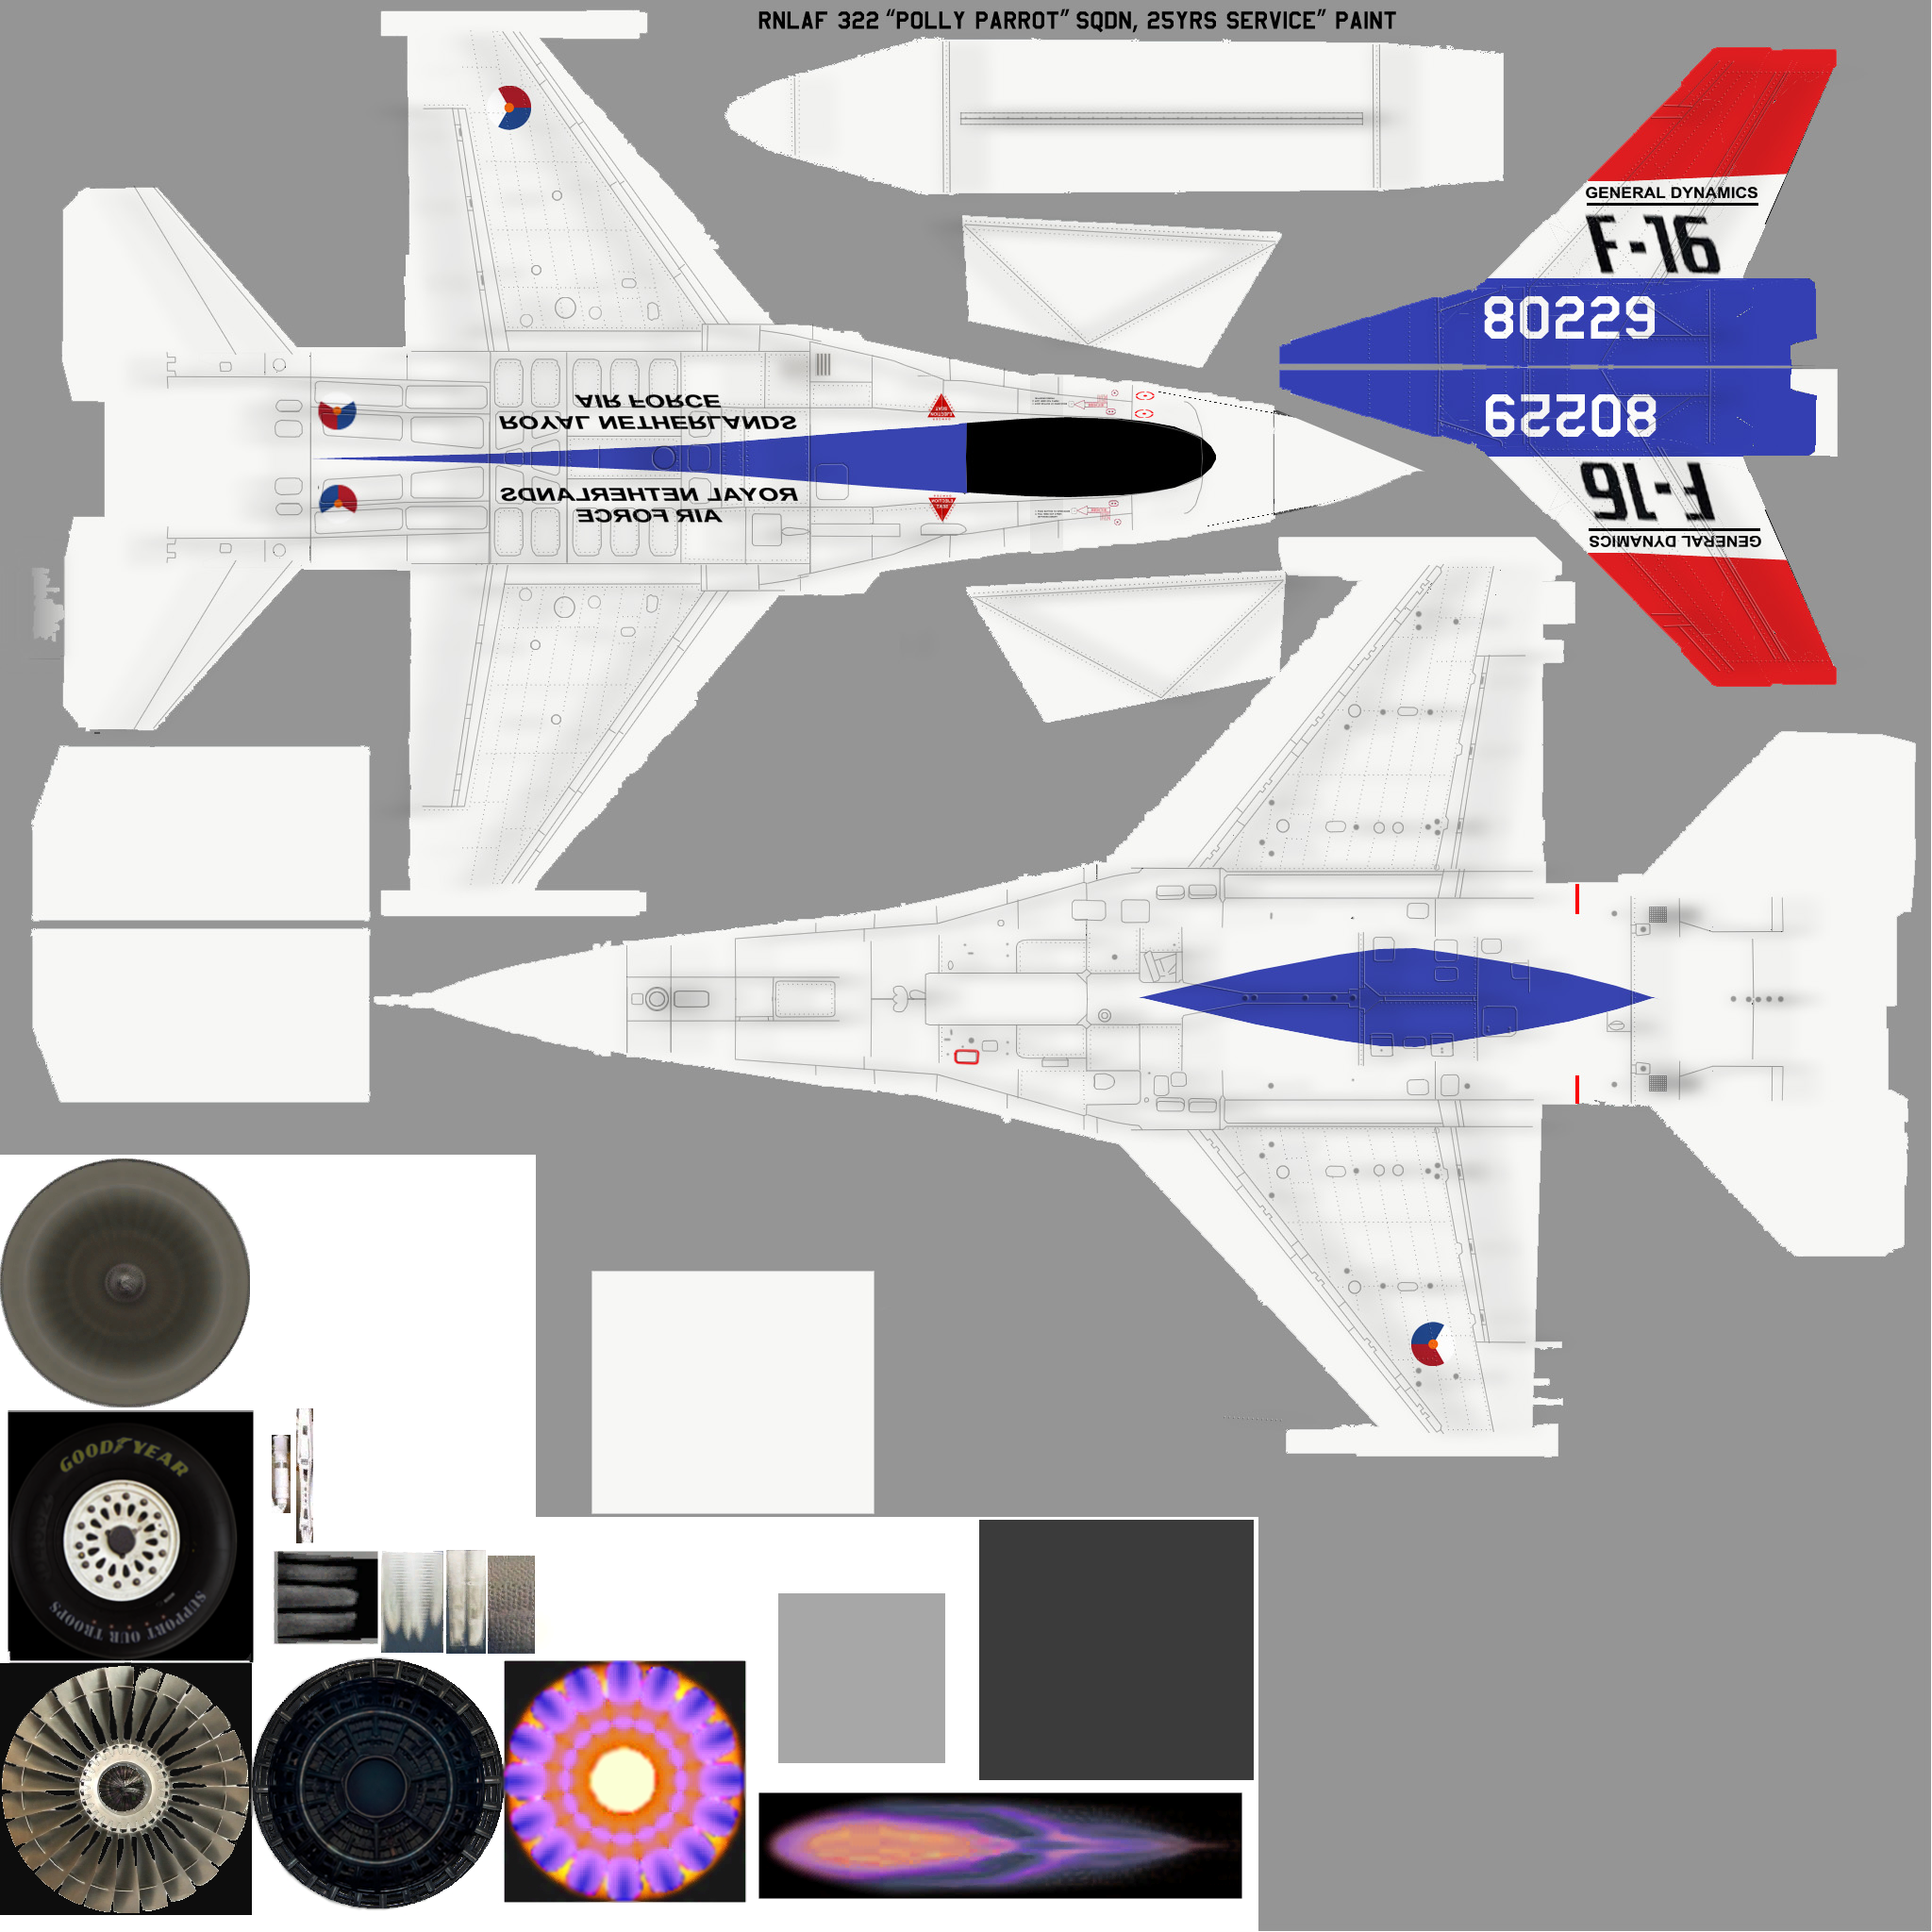 RNLAF 322 “POLLY PARROT” SQDN, 25YRS SERVICE” PAINT
GENERAL DYNAMICS
F-16
80229
80229
F-16
GENERAL DYNAMICS
AIR FORCE
ROYAL NETHERLANDS
ROYAL NETHERLANDS
AIR FORCE
GOODYEAR
SUPPORT OUR TROOPS